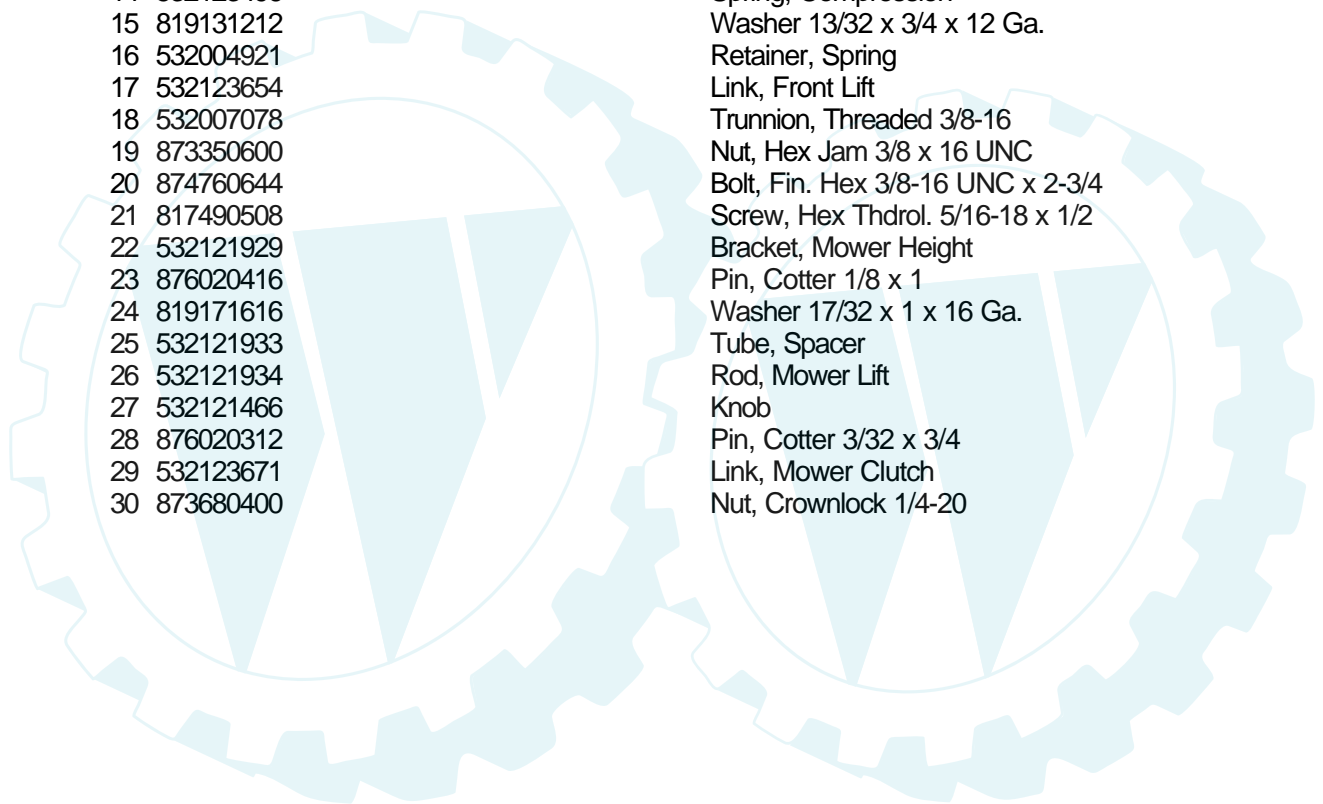 15 819131212 Washer 13/32 x 3/4 x 12 Ga.
16 532004921 Retainer, Spring
17 532123654 Link, Front Lift
18 532007078 Trunnion, Threaded 3/8-16
19 873350600 Nut, Hex Jam 3/8 x 16 UNC
20 874760644 Bolt, Fin. Hex 3/8-16 UNC x 2-3/4
21 817490508 Screw, Hex Thdrol. 5/16-18 x 1/2
22 532121929 Bracket, Mower Height
23 876020416 Pin, Cotter 1/8 x 1
24 819171616 Washer 17/32 x 1 x 16 Ga.
25 532121933 Tube, Spacer
26 532121934 Rod, Mower Lift
27 532121466 Knob
28 876020312 Pin, Cotter 3/32 x 3/4
29 532123671 Link, Mower Clutch
30 873680400 Nut, Crownlock 1/4-20